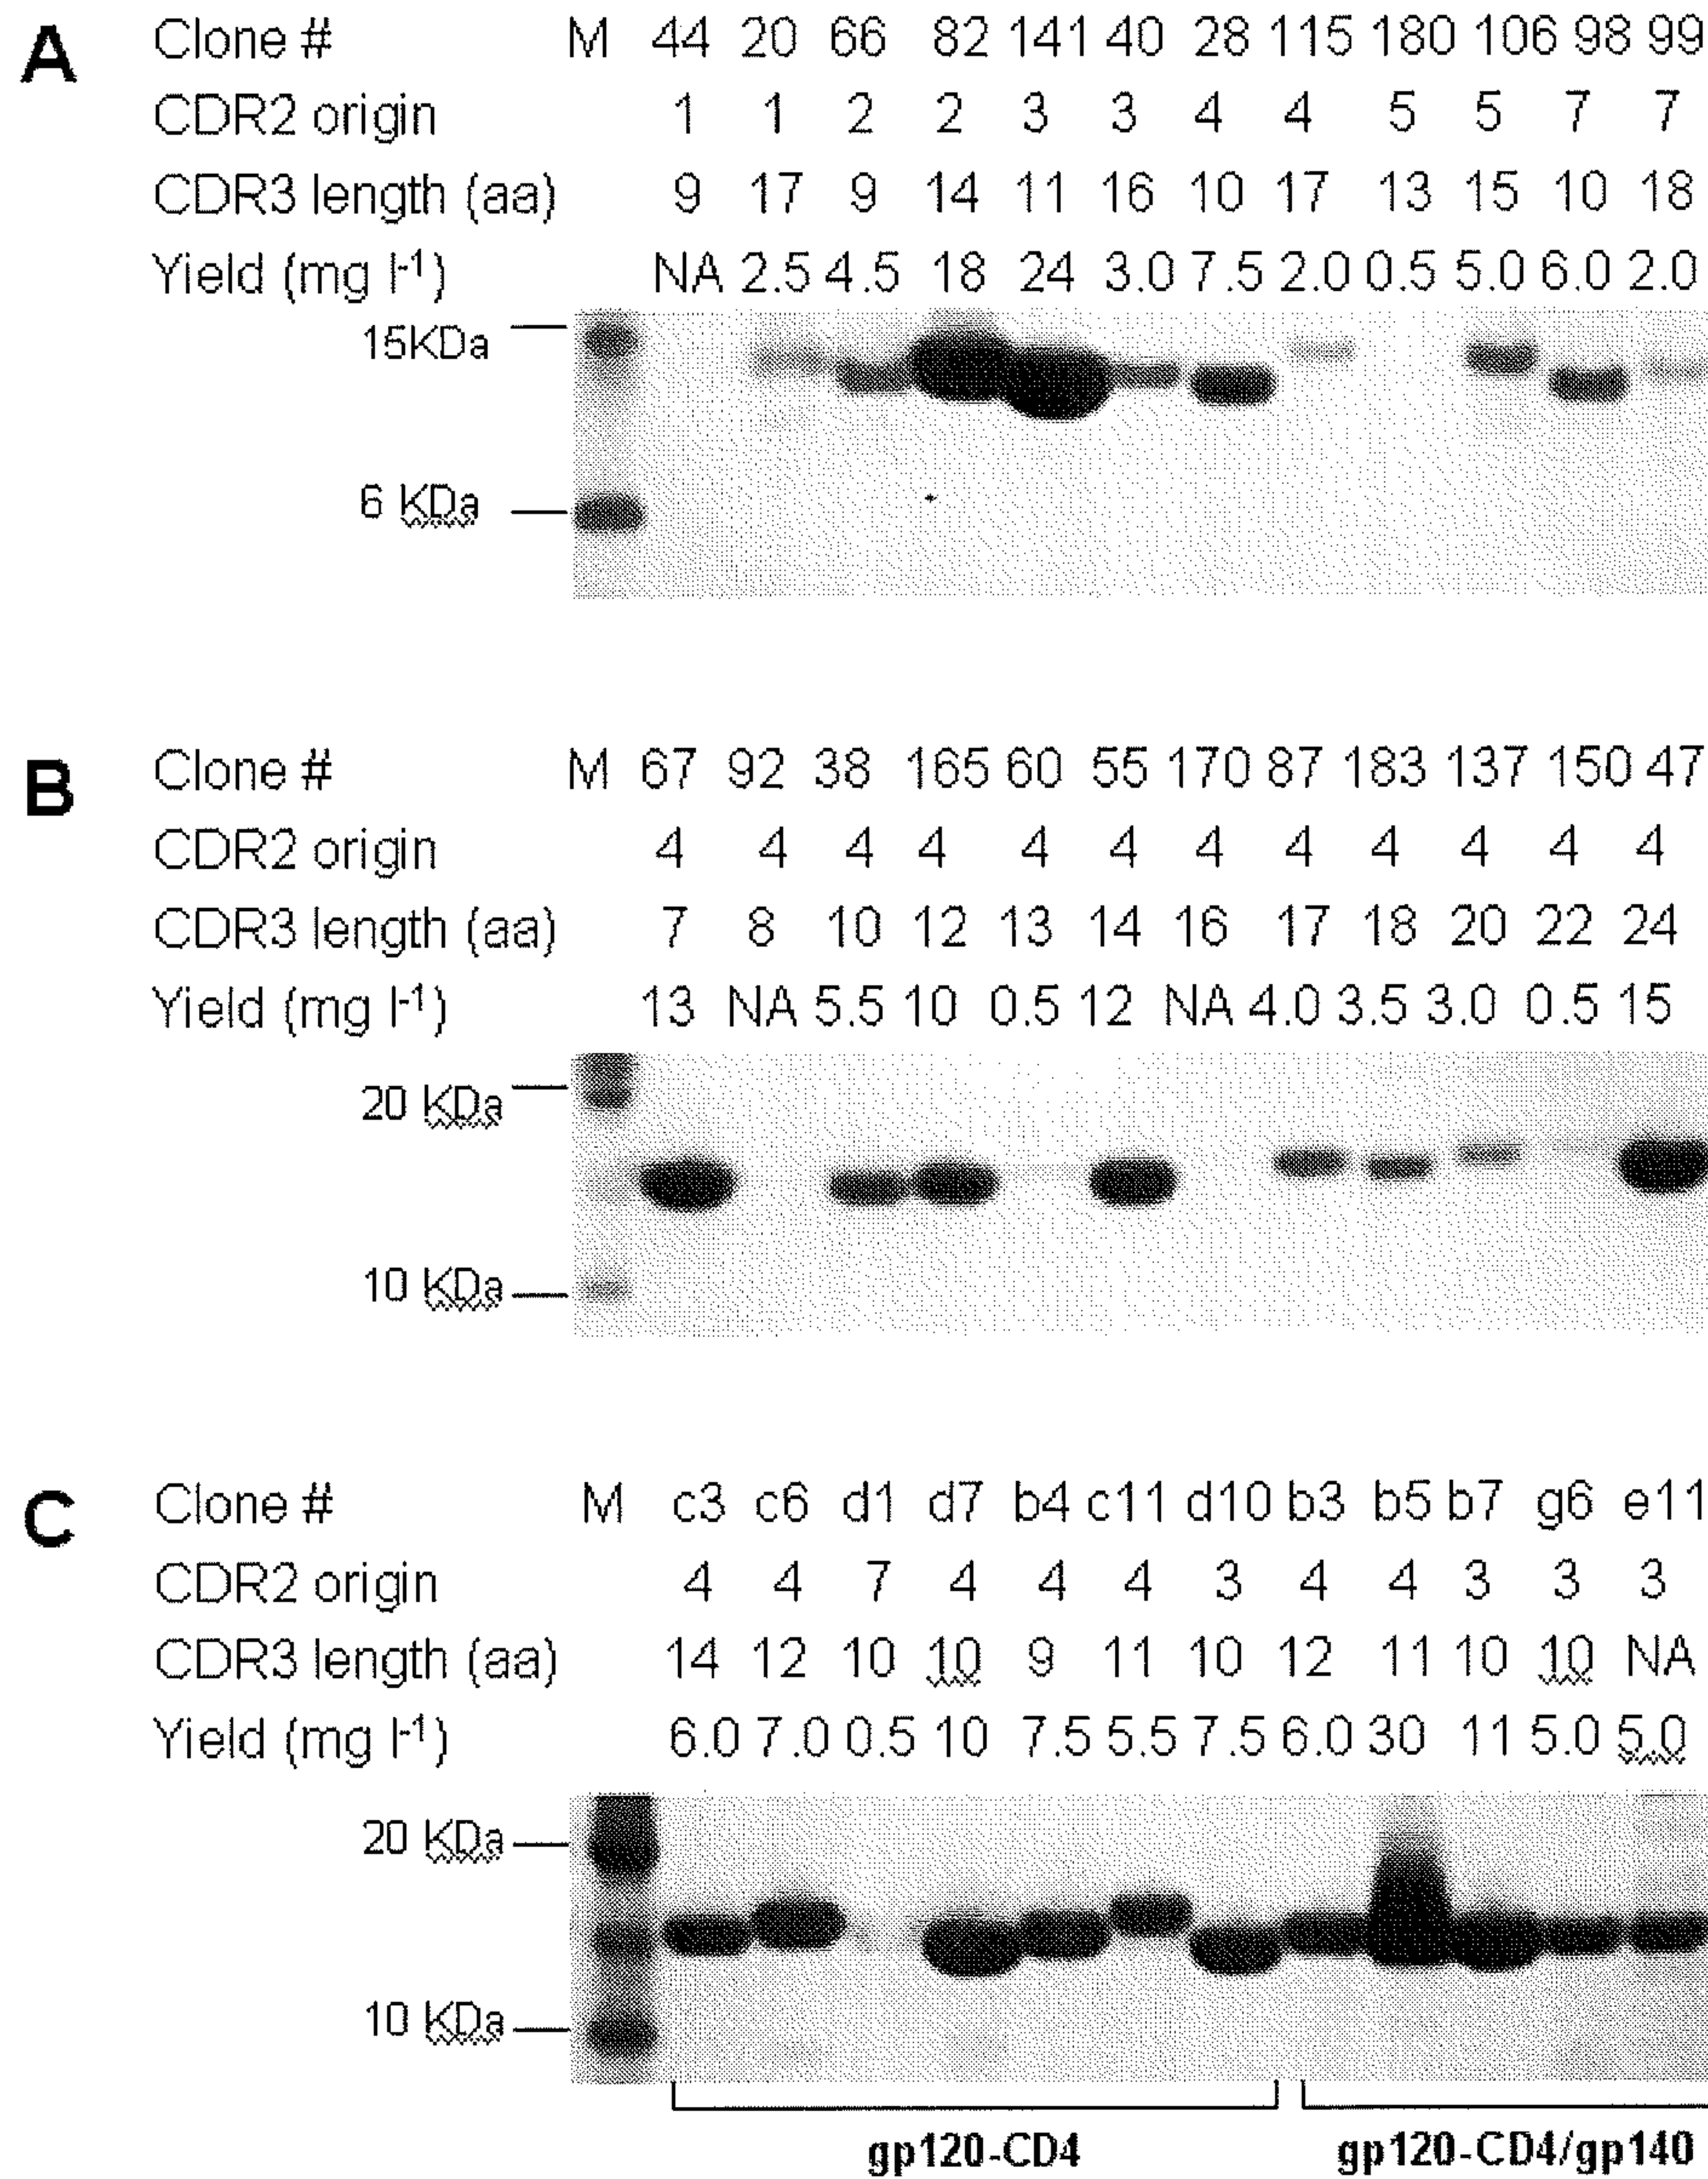 A Clone # M 44 20 66 82 141 40 28 115 180 106 98 99
CDR2 origin 1 1 2 2 3 3 4 4 5 5 7 7
CDR3 length (aa) 9 17 9 14 11 16 10 17 13 15 10 18
Yield (mg l-1) NA 2.5 4.5 18 24 3.0 7.5 2.0 0.5 5.0 6.0 2.0
15KDa
6 KDa
B Clone # M 67 92 38 165 60 55 170 87 183 137 150 47
CDR2 origin 4 4 4 4 4 4 4 4 4 4 4 4
CDR3 length (aa) 7 8 10 12 13 14 16 17 18 20 22 24
Yield (mg l-1) 13 NA 5.5 10 0.5 12 NA 4.0 3.5 3.0 0.5 15
20 KDa
10 KDa
C Clone # M c3 c6 d1 d7 b4 c11 d10 b3 b5 b7 g6 e11
CDR2 origin 4 4 7 4 4 4 3 4 4 3 3 3
CDR3 length (aa) 14 12 10 10 9 11 10 12 11 10 10 NA
Yield (mg l-1) 6.0 7.0 0.5 10 7.5 5.5 7.5 6.0 30 11 5.0 5.0
20 KDa
10 KDa
gp120-CD4 gp120-CD4/gp140